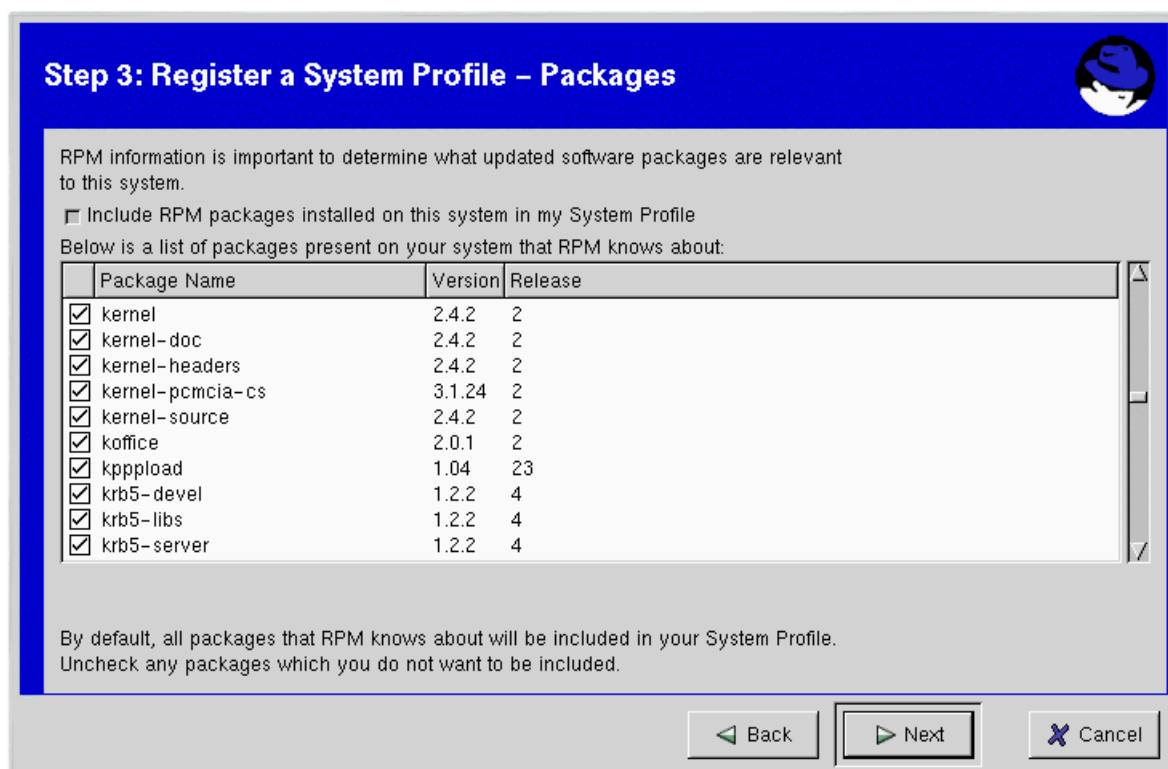 Step 3: Register a System Profile – Packages
RPM information is important to determine what updated software packages are relevant
to this system.
Include RPM packages installed on this system in my System Profile
Below is a list of packages present on your system that RPM knows about:
Package Name Version Release
kernel 2.4.2 2
kernel-doc 2.4.2 2
kernel-headers 2.4.2 2
kernel-pcmcia-cs 3.1.24 2
kernel-source 2.4.2 2
koffice 2.0.1 2
kpppload 1.04 23
krb5-devel 1.2.2 4
krb5-libs 1.2.2 4
krb5-server 1.2.2 4
By default, all packages that RPM knows about will be included in your System Profile.
Uncheck any packages which you do not want to be included.
Back Next Cancel